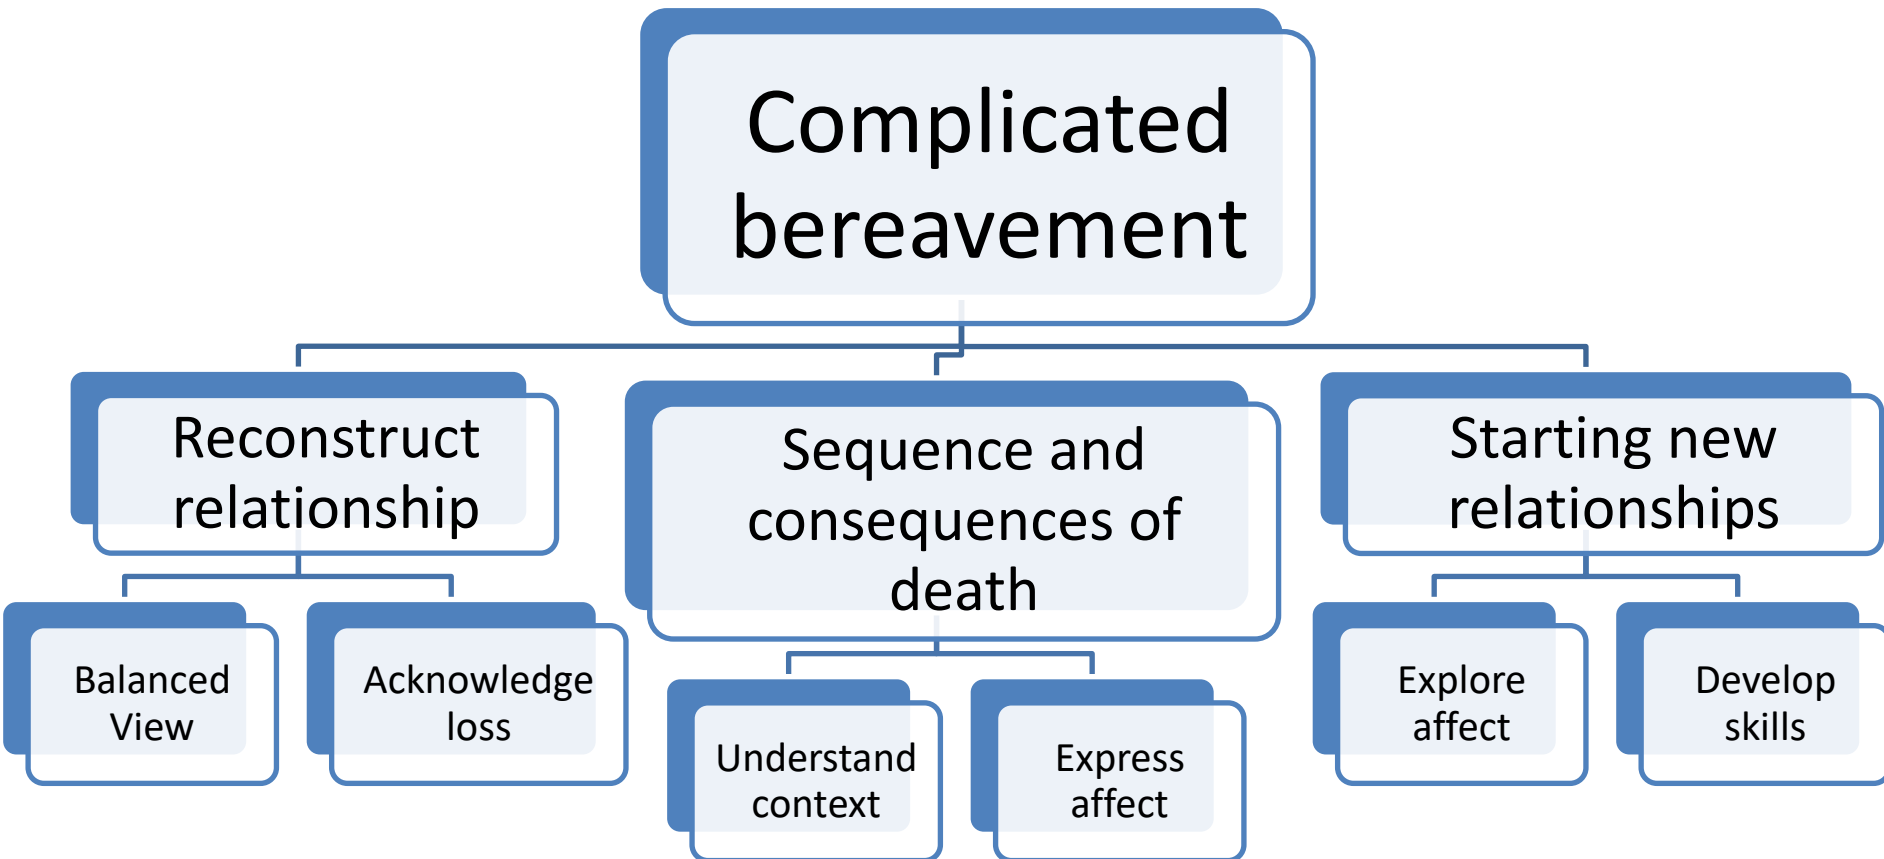 Complicated
bereavement
Reconstruct
relationship
Sequence and
consequences of
death
Starting new
relationships
Balanced
View
Acknowledge
loss
Understand
context
Express
affect
Explore
affect
Develop
skills